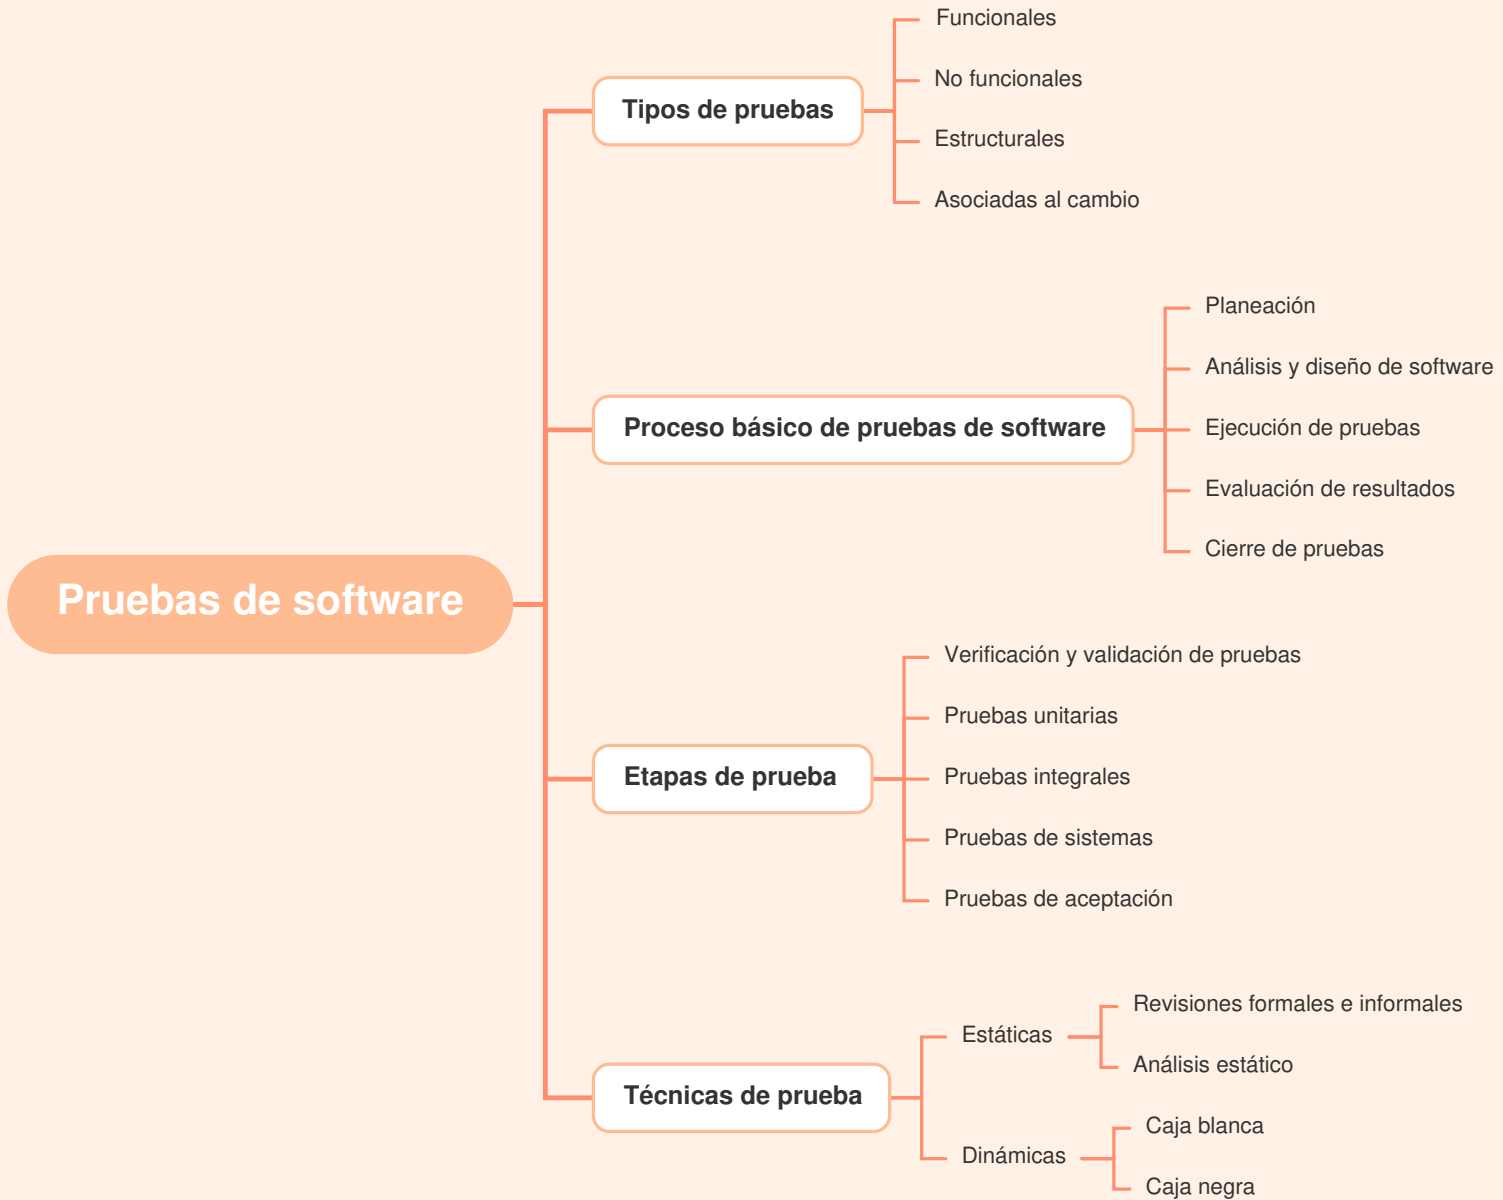 Pruebas de software
Tipos de pruebas
Funcionales
No funcionales
Estructurales
Asociadas al cambio
Proceso básico de pruebas de software
Planeación
Análisis y diseño de software
Ejecución de pruebas
Evaluación de resultados
Cierre de pruebas
Etapas de prueba
Verificación y validación de pruebas
Pruebas unitarias
Pruebas integrales
Pruebas de sistemas
Pruebas de aceptación
Técnicas de prueba
Estáticas
Revisiones formales e informales
Análisis estático
Dinámicas
Caja blanca
Caja negra